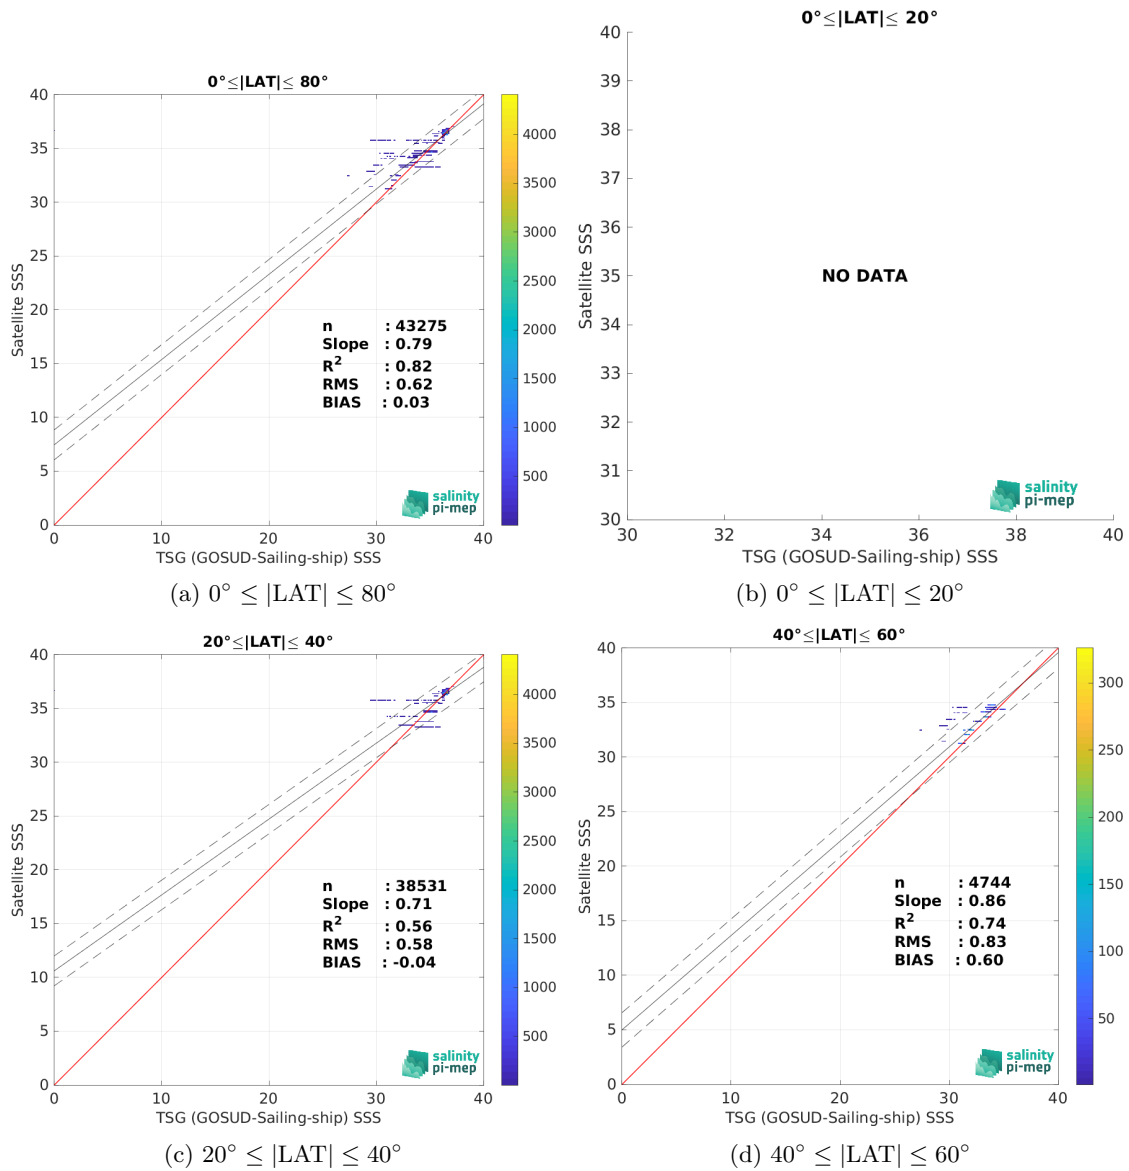 0°≤|LAT|≤ 80°
40
35
30
25
20
15
10
5
0
Satellite SSS
n : 43275
Slope : 0.79
R² : 0.82
RMS : 0.62
BIAS : 0.03
salinity
pi-mep
0 10 20 30 40
TSG (GOSUD-Sailing-ship) SSS
4000
3500
3000
2500
2000
1500
1000
500
(a) 0° ≤ |LAT| ≤ 80°
0°≤|LAT|≤ 20°
40
39
38
37
36
35
34
33
32
31
30
Satellite SSS
NO DATA
salinity
pi-mep
30 32 34 36 38 40
TSG (GOSUD-Sailing-ship) SSS
(b) 0° ≤ |LAT| ≤ 20°
20°≤|LAT|≤ 40°
40
35
30
25
20
15
10
5
0
Satellite SSS
n : 38531
Slope : 0.71
R² : 0.56
RMS : 0.58
BIAS : -0.04
salinity
pi-mep
0 10 20 30 40
TSG (GOSUD-Sailing-ship) SSS
4000
3500
3000
2500
2000
1500
1000
500
(c) 20° ≤ |LAT| ≤ 40°
40°≤|LAT|≤ 60°
40
35
30
25
20
15
10
5
0
Satellite SSS
n : 4744
Slope : 0.86
R² : 0.74
RMS : 0.83
BIAS : 0.60
salinity
pi-mep
0 10 20 30 40
TSG (GOSUD-Sailing-ship) SSS
300
250
200
150
100
50
(d) 40° ≤ |LAT| ≤ 60°